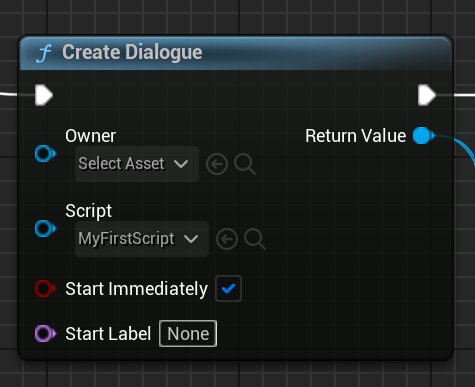 f Create Dialogue
Owner
Return Value
Select Asset
Script
MyFirstScript
Start Immediately
Start Label None